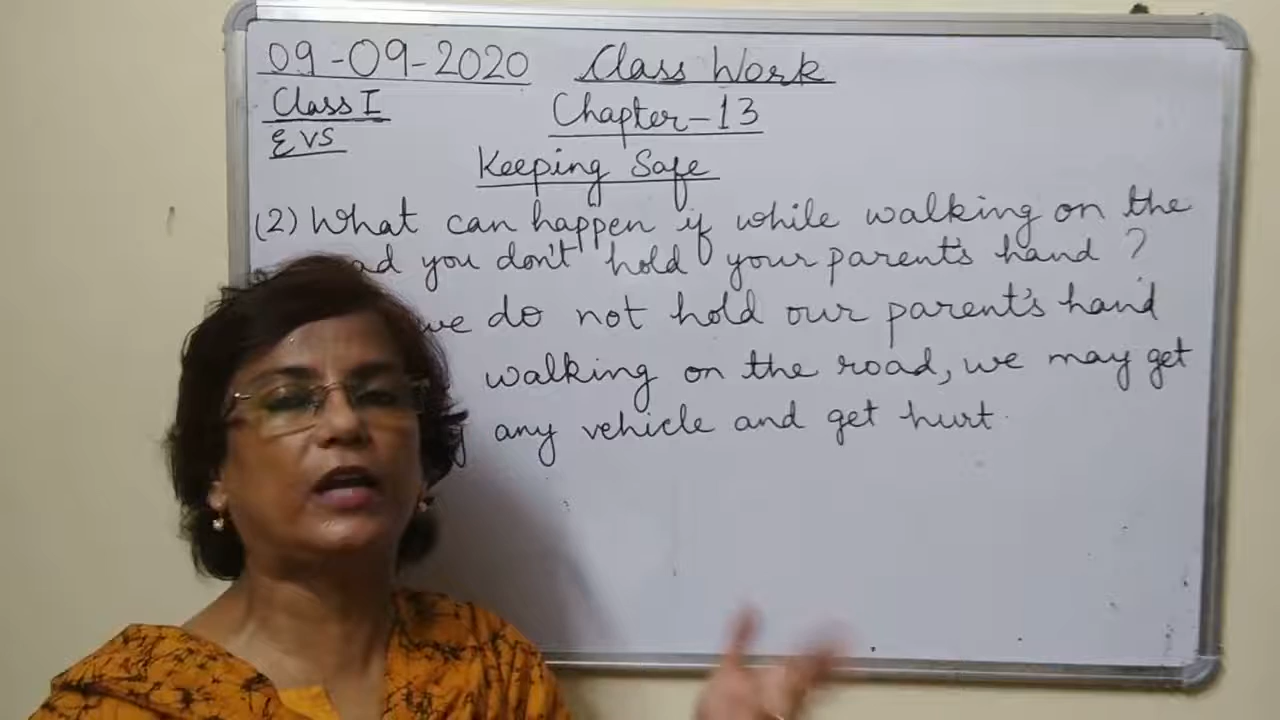 09-09-2020 Class Work
Class I Chapter-13
EVS
Keeping Safe
(2) What can happen if while walking on the
you don't hold your parent's hand ?
we do not hold our parent's hand
walking on the road, we may get
any vehicle and get hurt.